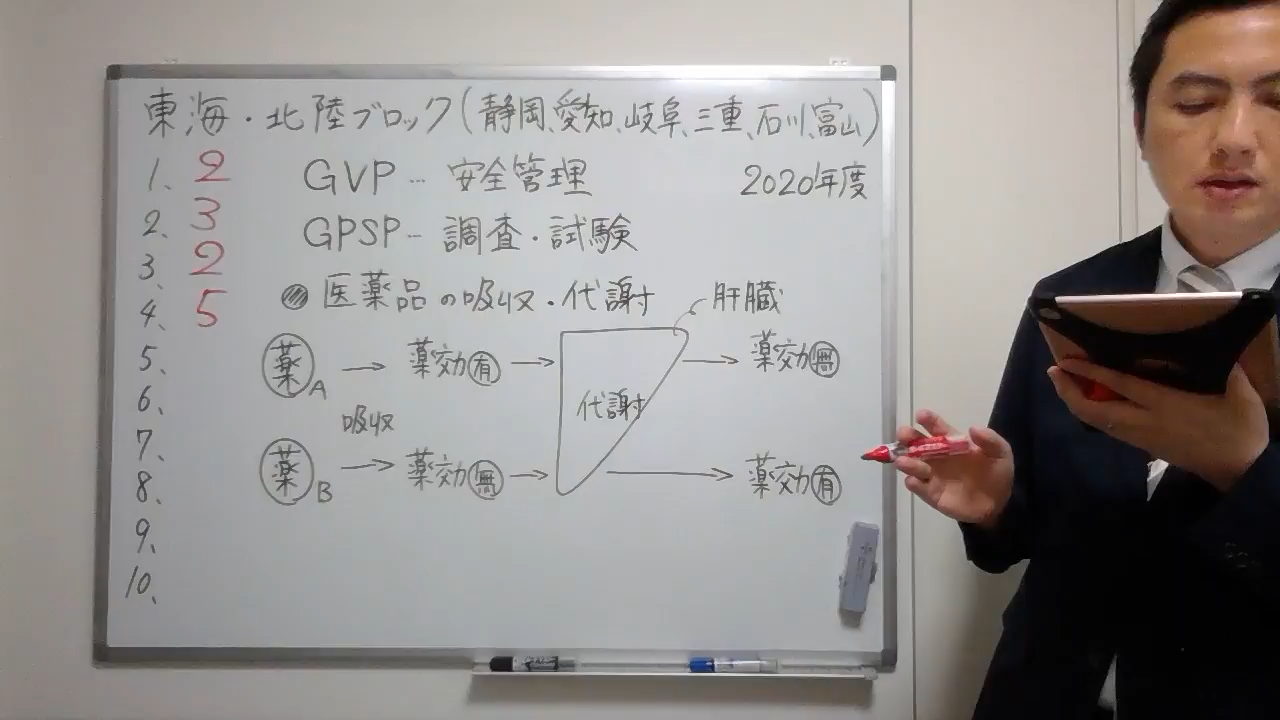 東海・北陸ブロック(静岡、愛知、岐阜、三重、石川、富山)
1、2 GVP… 安全管理 2020年度
2、3 GPSP… 調査・試験
3、2
4、5 医薬品の吸収・代謝 肝臓
5、薬A → 薬効有 → 代謝 → 薬効無
6、
7、吸収
8、薬B → 薬効無 → 薬効有
9、
10、